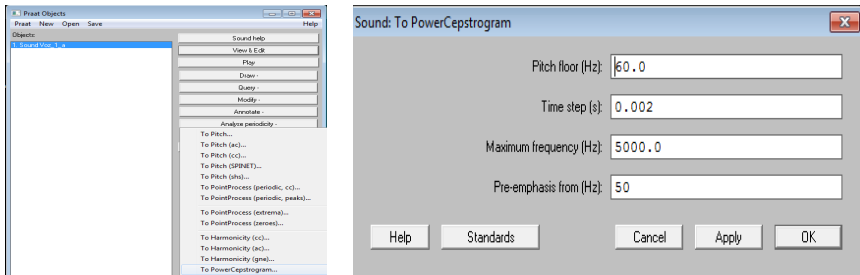 Praat Objects
Praat New Open Save Help
Objects:
1. Sound Voz_1_a
Sound help
View & Edit
Play
Draw -
Query -
Modify -
Annotate -
Analyse periodicity -
To Pitch...
To Pitch (ac)...
To Pitch (cc)...
To Pitch (SPINET)...
To Pitch (shs)...
To PointProcess (periodic, cc)...
To PointProcess (periodic, peaks)...
To PointProcess (extrema)...
To PointProcess (zeroes)...
To Harmonicity (cc)...
To Harmonicity (ac)...
To Harmonicity (gne)...
To PowerCepstrogram...
Sound: To PowerCepstrogram
Pitch floor (Hz): 60.0
Time step (s): 0.002
Maximum frequency (Hz): 5000.0
Pre-emphasis from (Hz): 50
Help Standards Cancel Apply OK